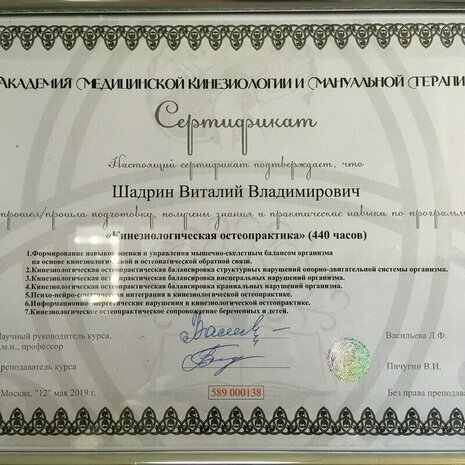 Академия Медицинской кинезиологии и Мануальной Терапи
Сертификат
Настоящий сертификат подтверждает, что
Шадрин Виталий Владимирович
прошел/прошла подготовку, получены знания и практические навыки по программе
«Кинезиологическая остеопрактика» (440 часов)
1.Формирование навыков оценки и управления мышечно-скелетным балансом организма
на основе кинезиологической и остеопатической обратной связи.
2.Кинезиологическая остеопрактическая балансировка структурных нарушений опорно-двигательной системы организма.
3.Кинезиологическая остеопрактическая балансировка висцеральных нарушений организма.
4.Кинезиологическая остеопрактическая балансировка краниальных нарушений организма.
5.Психо-нейро-соматическая интеграция в кинезиологической остеопрактике.
6.Информационно-энергетические нарушения в кинезиологической остеопрактике.
7.Кинезиологическое остеопрактическое сопровождение беременных и детей.
Научный руководитель курса, Васильева Л.Ф.
д.м.н., профессор
преподаватель курса Пичугин В.И.
Москва, "12" мая 2019 г. 589 000138 Без права преподава